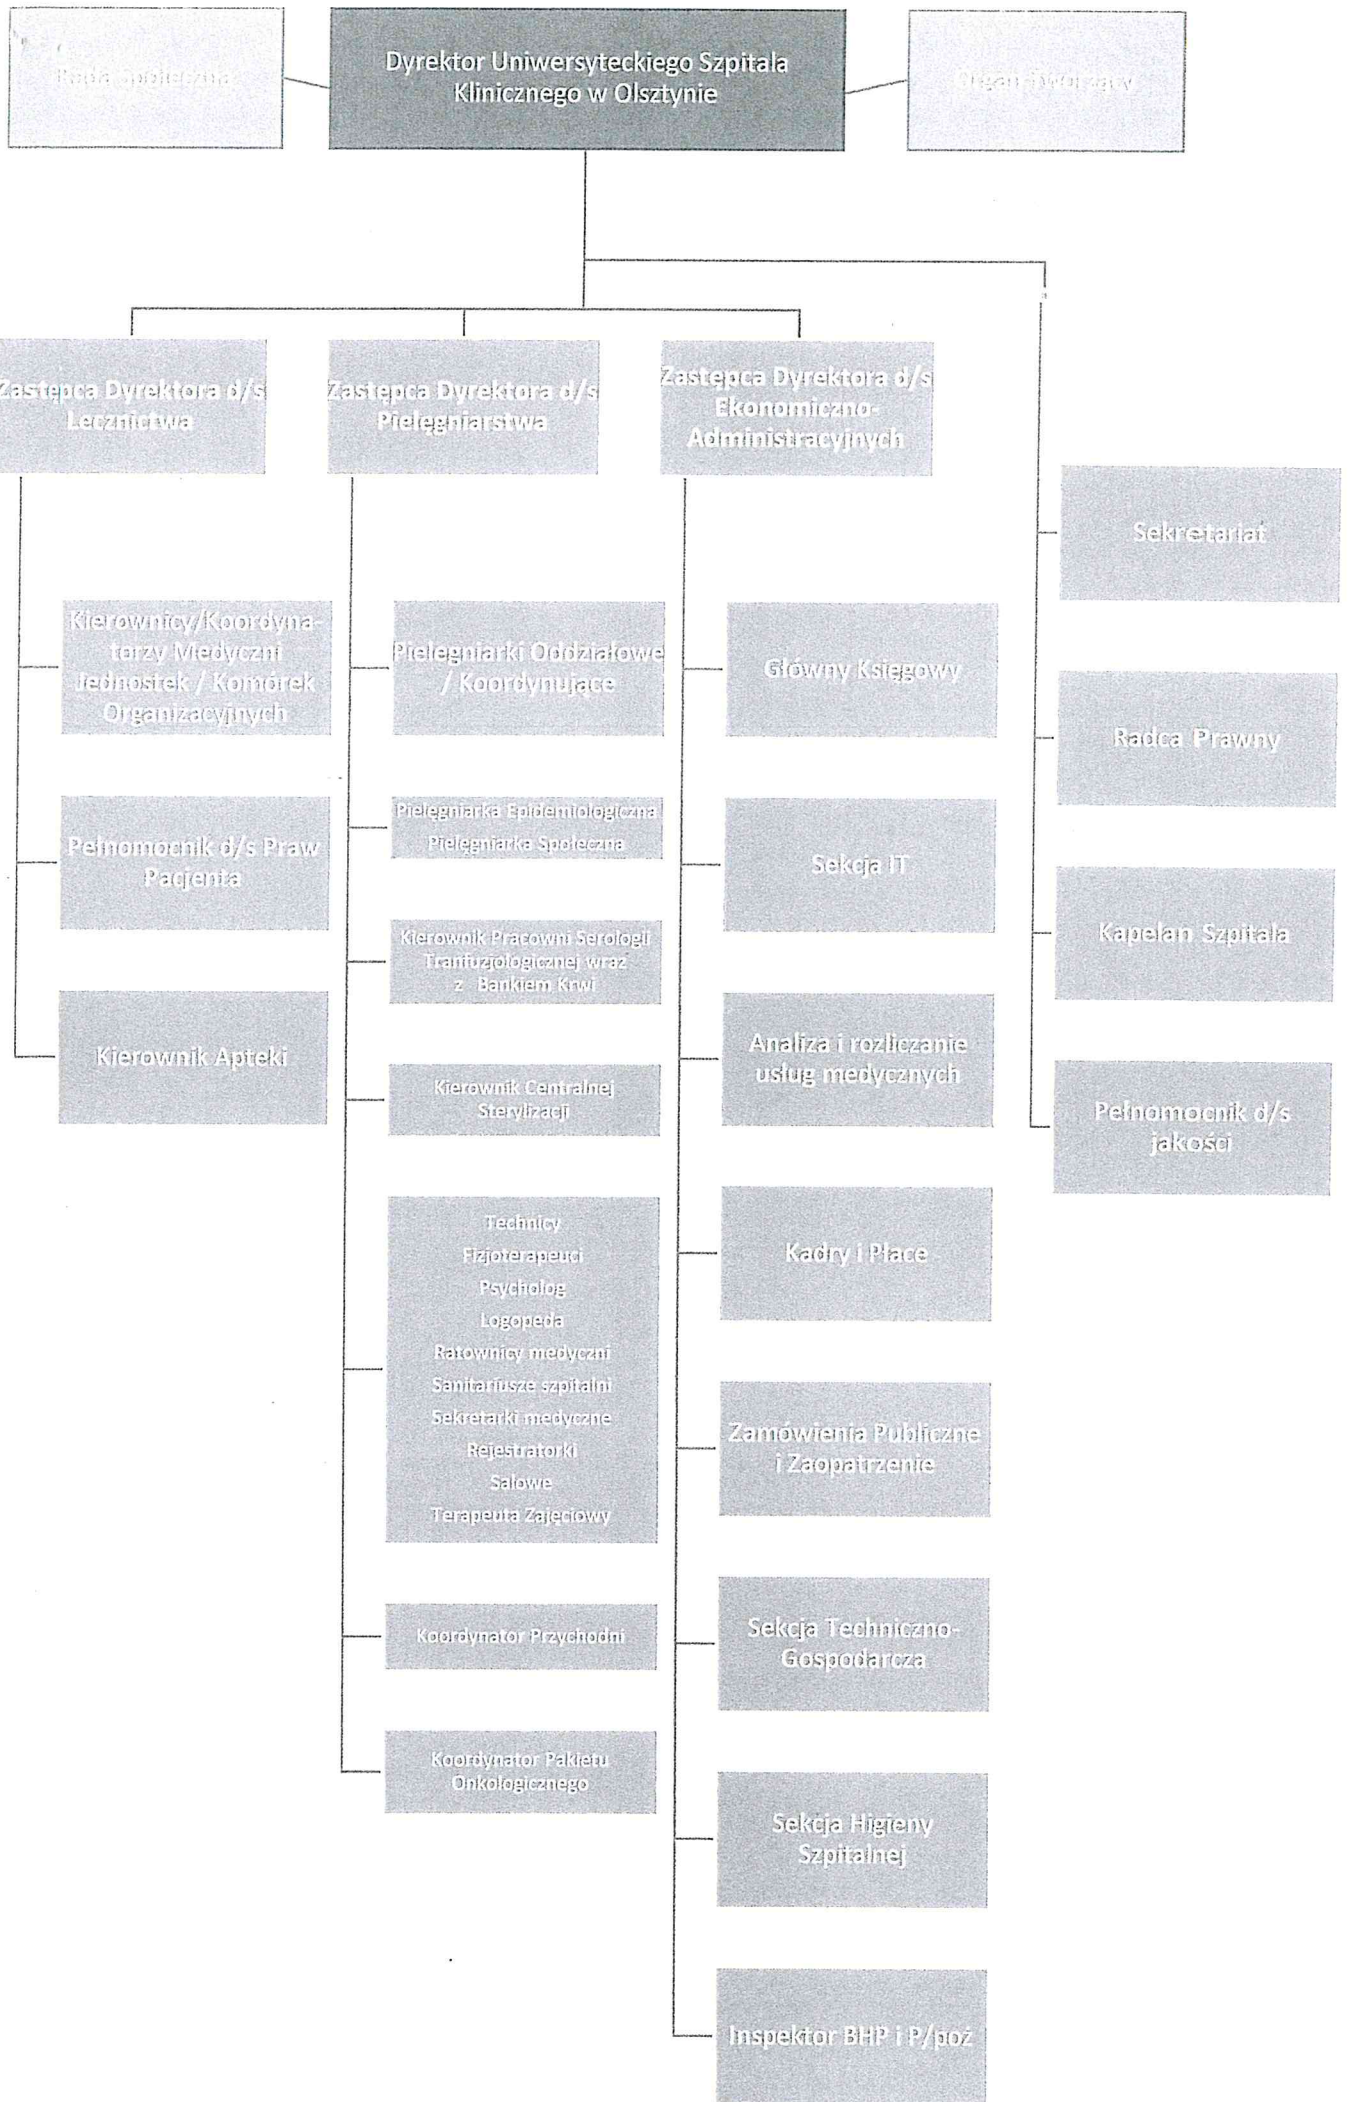 Rada Społeczna
Dyrektor Uniwersyteckiego Szpitala
Klinicznego w Olsztynie
Organ Tworzący
Zastępca Dyrektora d/s
Lecznictwa
Zastępca Dyrektora d/s
Pielęgniarstwa
Zastępca Dyrektora d/s
Ekonomiczno-
Administracyjnych
Kierownicy/Koordyna-
torzy Medyczni
Jednostek / Komórek
Organizacyjnych
Pełnomocnik d/s Praw
Pacjenta
Kierownik Apteki
Pielęgniarki Oddziałowe
/ Koordynujące
Pielęgniarka Epidemiologiczna
Pielęgniarka Społeczna
Kierownik Pracowni Serologii
Tranfuzjologicznej wraz
z Bankiem Krwi
Kierownik Centralnej
Sterylizacji
Technicy
Fizjoterapeuci
Psycholog
Logopeda
Ratownicy medyczni
Sanitariusze szpitalni
Sekretarki medyczne
Rejestratorki
Salowe
Terapeuta Zajęciowy
Koordynator Przychodni
Koordynator Pakietu
Onkologicznego
Główny Księgowy
Sekcja IT
Analiza i rozliczanie
usług medycznych
Kadry i Płace
Zamówienia Publiczne
i Zaopatrzenie
Sekcja Techniczno-
Gospodarcza
Sekcja Higieny
Szpitalnej
Inspektor BHP i P/poż
Sekretariat
Radca Prawny
Kapelan Szpitala
Pełnomocnik d/s
jakości